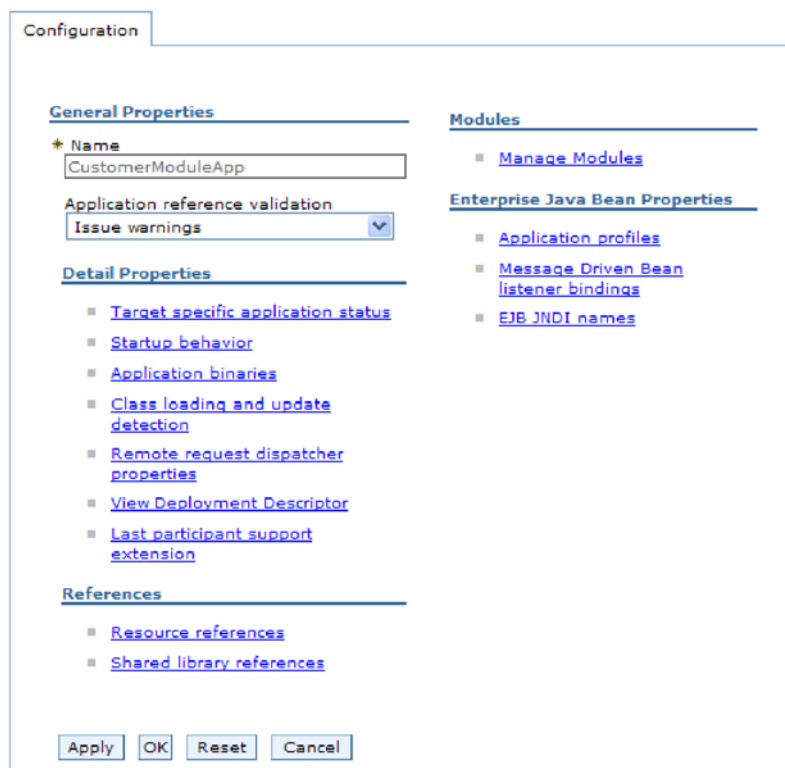 Configuration
General Properties
* Name
CustomerModuleApp
Application reference validation
Issue warnings
Detail Properties
Target specific application status
Startup behavior
Application binaries
Class loading and update
detection
Remote request dispatcher
properties
View Deployment Descriptor
Last participant support
extension
References
Resource references
Shared library references
Modules
Manage Modules
Enterprise Java Bean Properties
Application profiles
Message Driven Bean
listener bindings
EJB JNDI names
Apply OK Reset Cancel